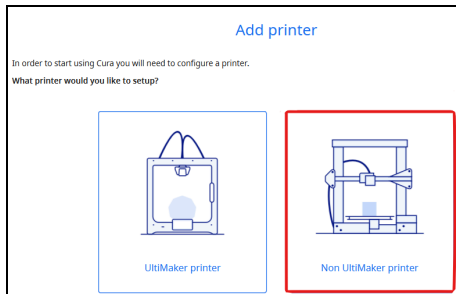 Add printer
In order to start using Cura you will need to configure a printer.
What printer would you like to setup?
UltiMaker printer
Non UltiMaker printer